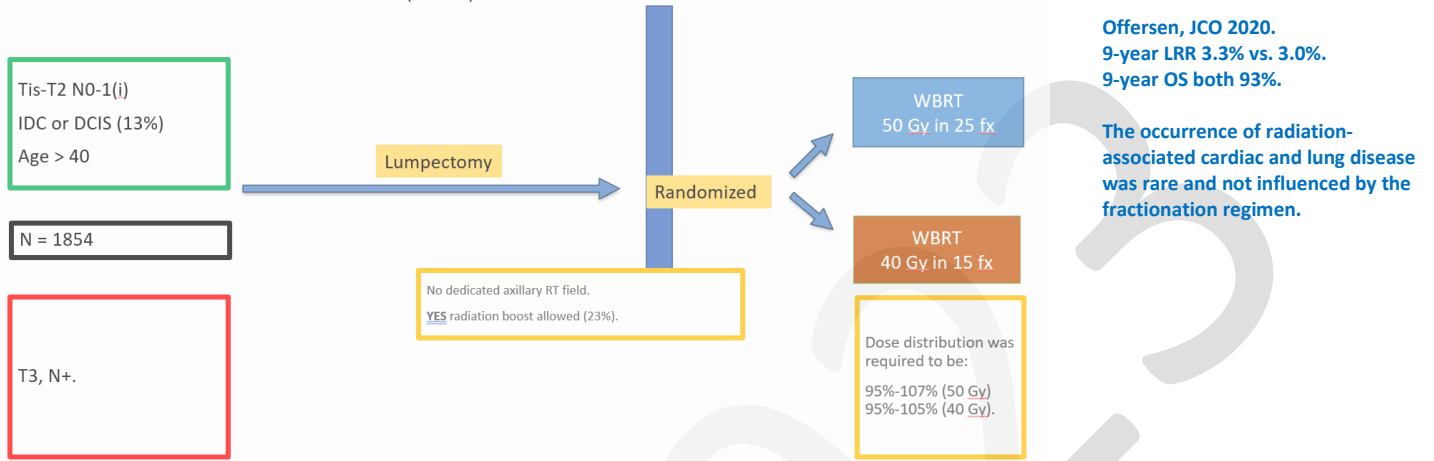 Tis-T2 N0-1(i)
IDC or DCIS (13%)
Age > 40
N = 1854
T3, N+.
Lumpectomy
Randomized
No dedicated axillary RT field.
YES radiation boost allowed (23%).
WBRT
50 Gy in 25 fx
WBRT
40 Gy in 15 fx
Dose distribution was
required to be:
95%-107% (50 Gy)
95%-105% (40 Gy).
Offersen, JCO 2020.
9-year LRR 3.3% vs. 3.0%.
9-year OS both 93%.
The occurrence of radiation-
associated cardiac and lung disease
was rare and not influenced by the
fractionation regimen.